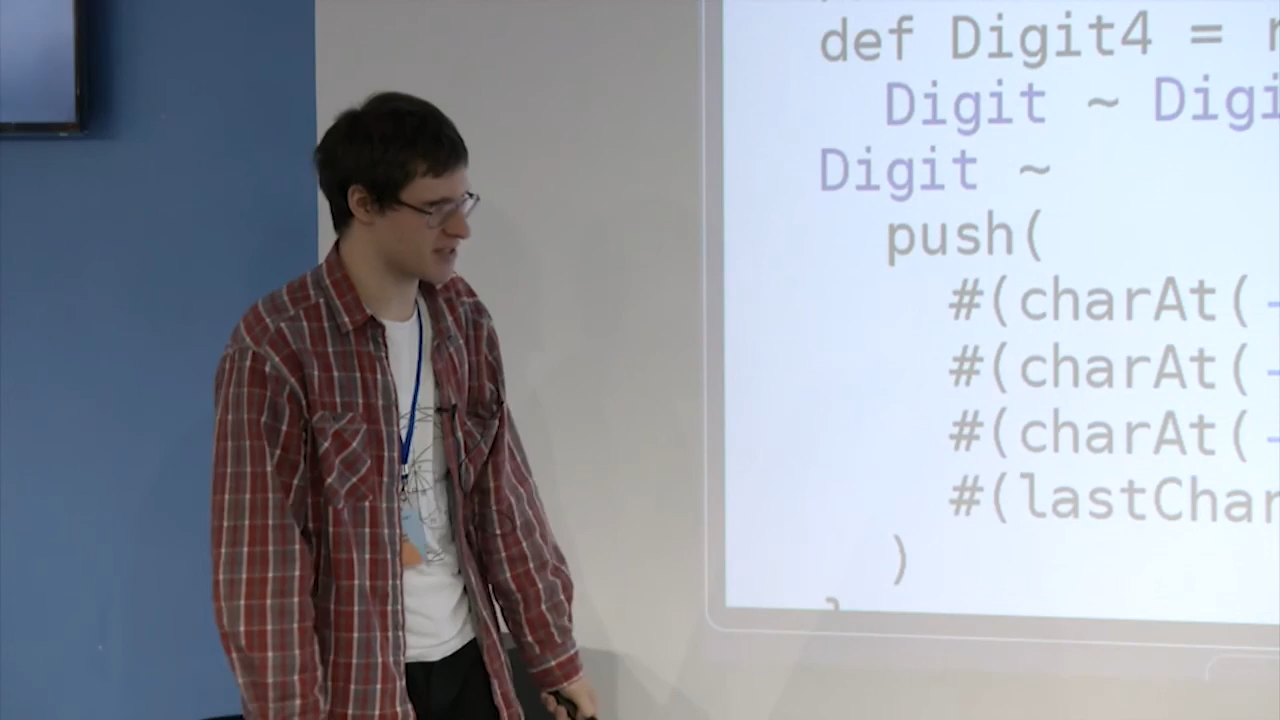 def Digit4 =
Digit ~
Digit ~
push(
#(charAt(
#(charAt(
#(charAt(
#(lastChar
)